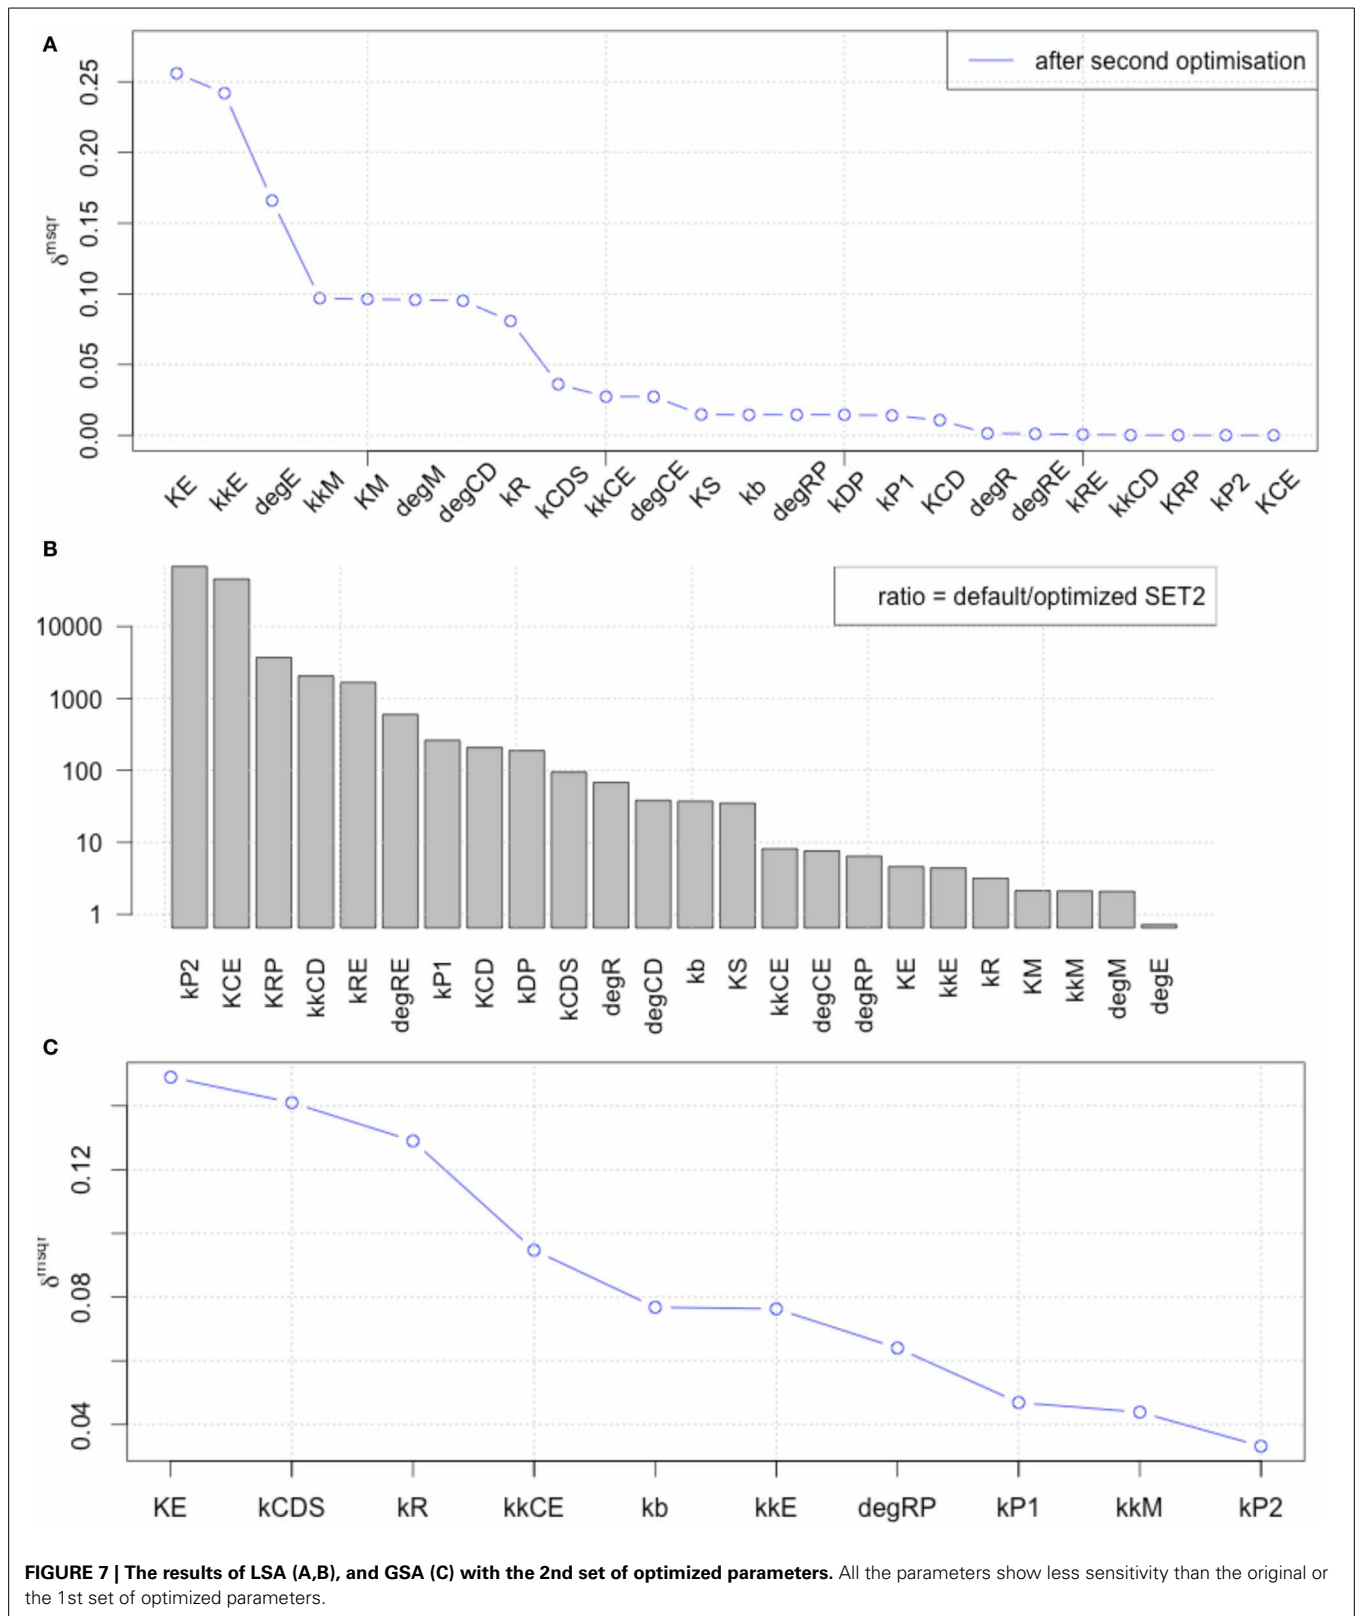 A
after second optimisation
0.25
0.20
0.15
0.10
0.05
0.00
δmsqr
KE kkE degE kkM KM degM degCD kR kCDS kkCE degCE KS kb degRP kDP kP1 KCD degR degRE kRE kkCD KRP kP2 KCE
B
ratio = default/optimized SET2
10000
1000
100
10
1
kP2 KCE KRP kkCD kRE degRE kP1 KCD kDP kCDS degR degCD kb KS kkCE degCE degRP KE kkE kR KM kkM degM degE
C
0.12
0.08
0.04
δmsqr
KE kCDS kR kkCE kb kkE degRP kP1 kkM kP2
FIGURE 7 | The results of LSA (A,B), and GSA (C) with the 2nd set of optimized parameters. All the parameters show less sensitivity than the original or
the 1st set of optimized parameters.